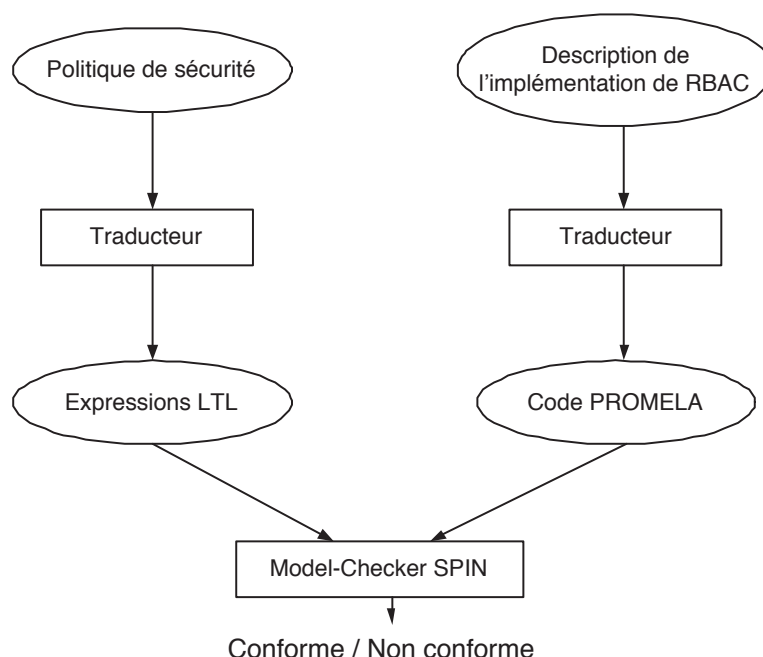 Politique de sécurité
Description de
l'implémentation de RBAC
Traducteur
Traducteur
Expressions LTL
Code PROMELA
Model-Checker SPIN
Conforme / Non conforme